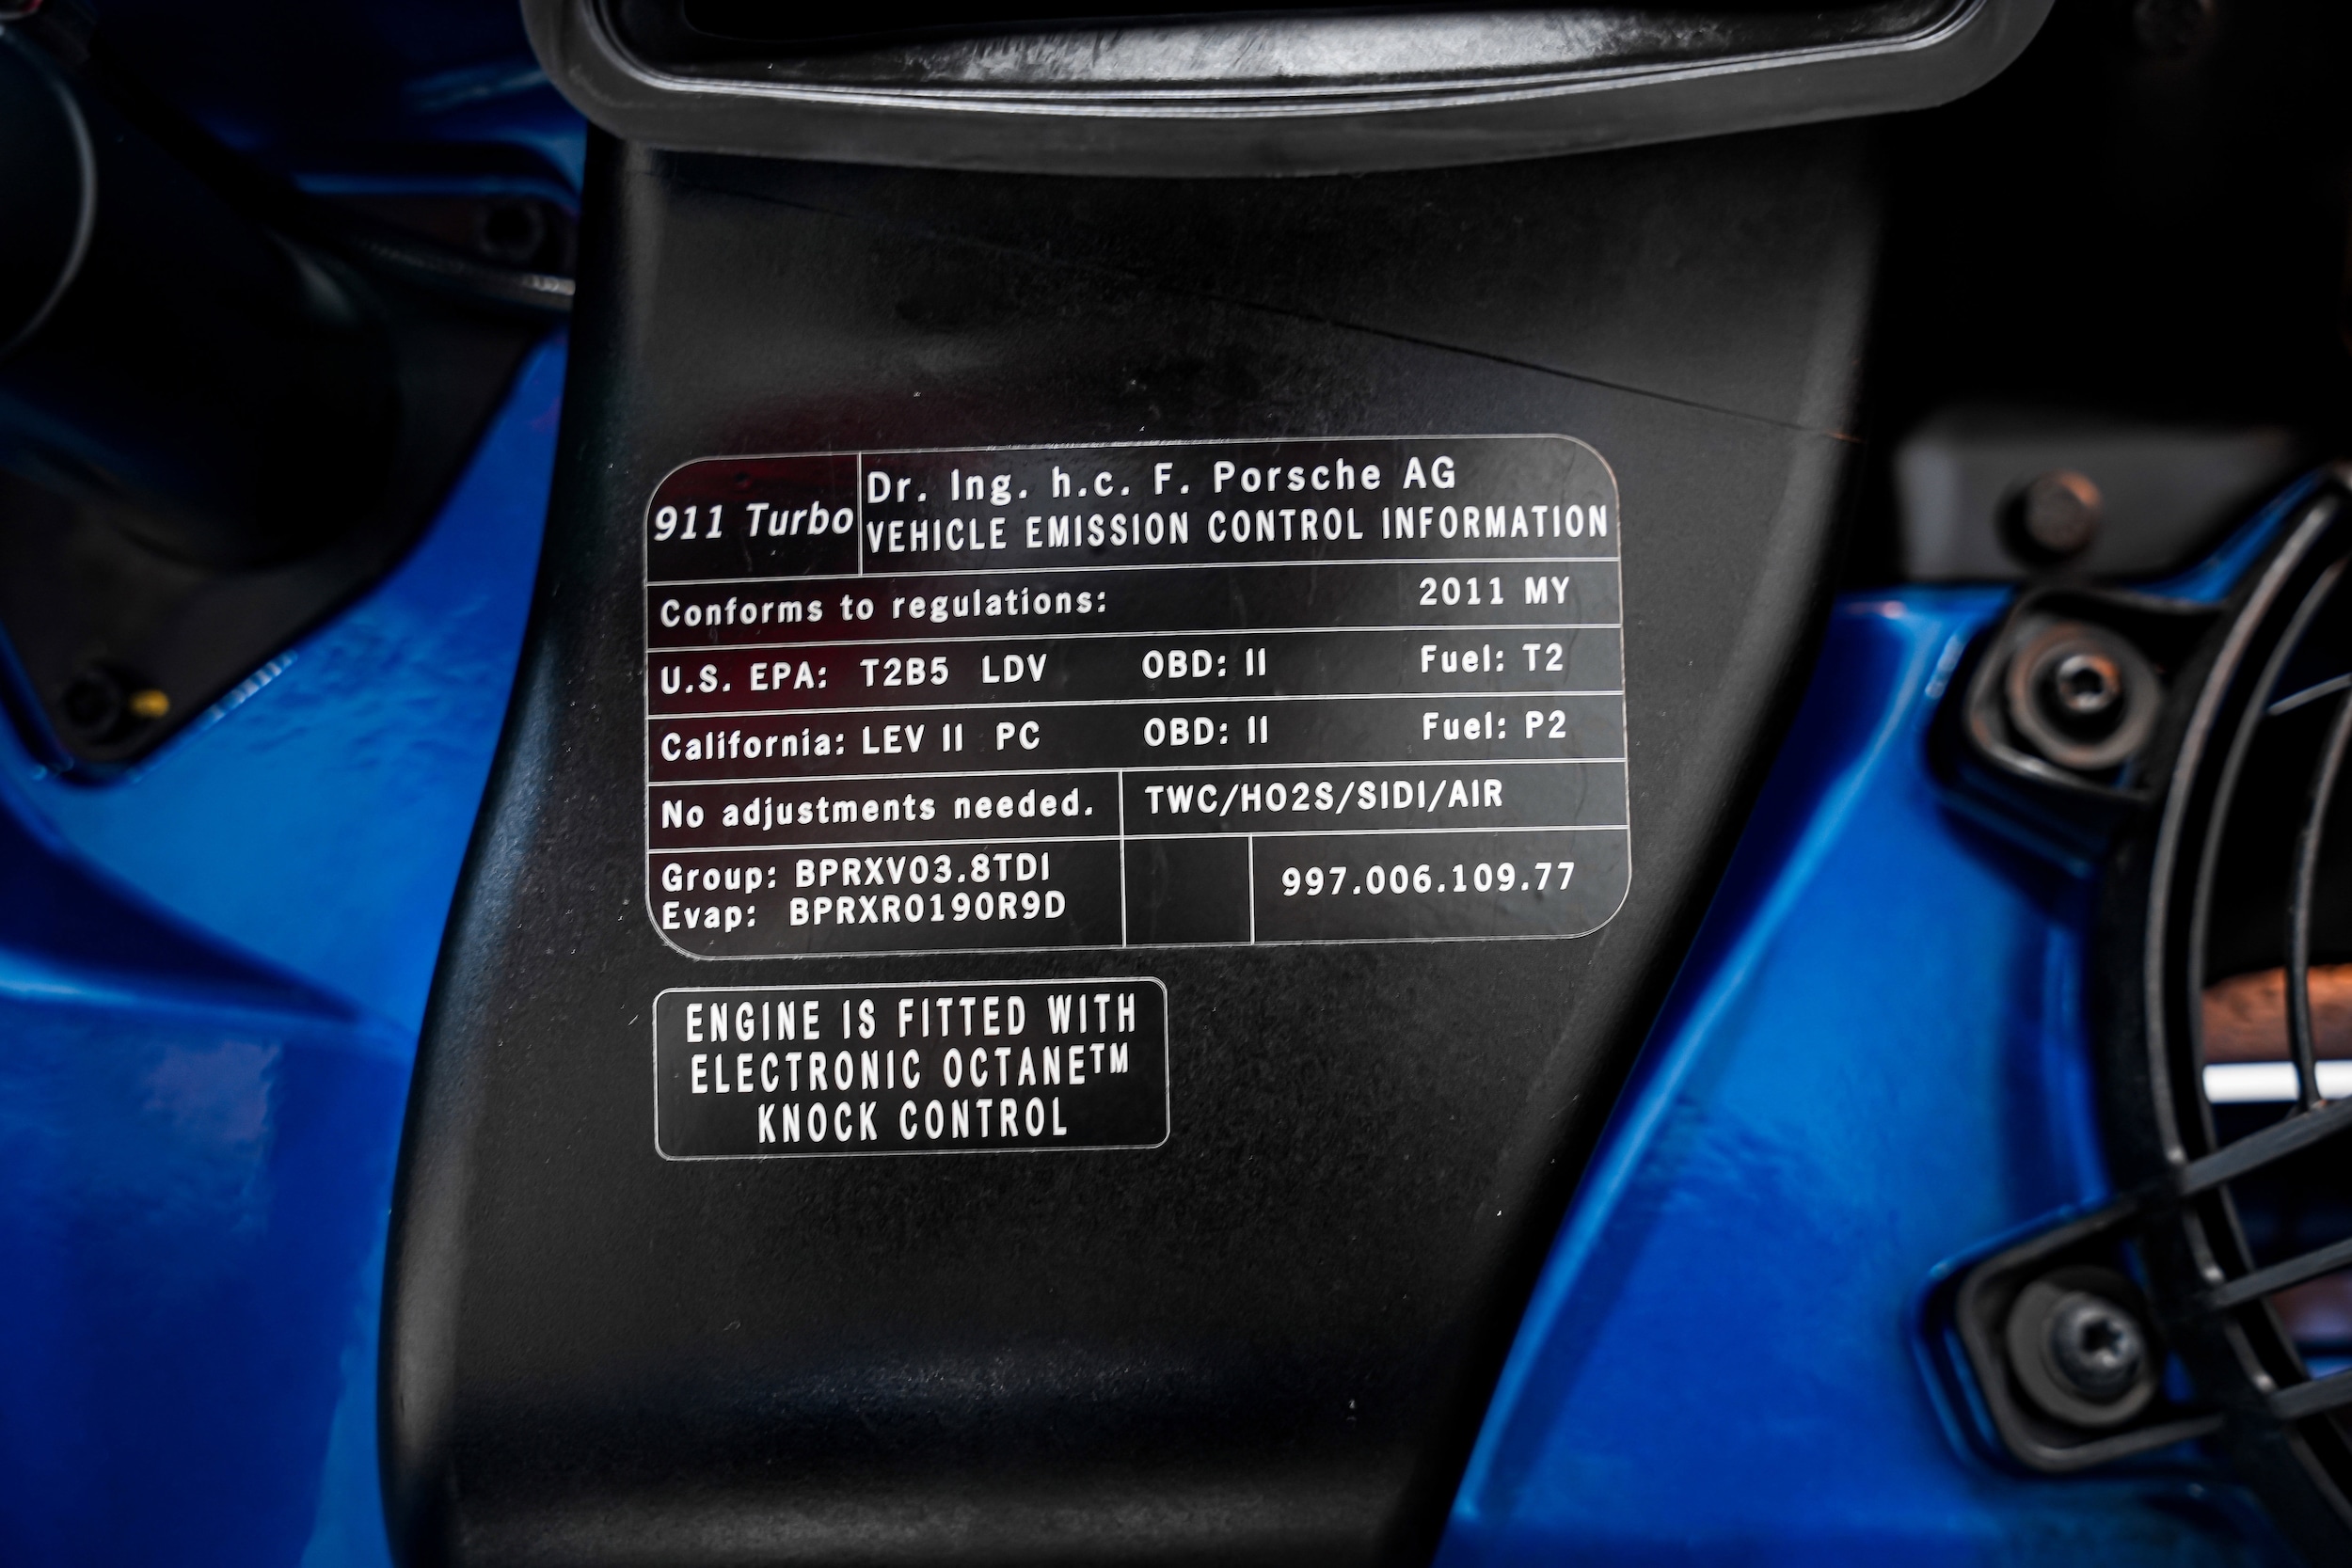 911 Turbo
Dr. Ing. h.c. F. Porsche AG
VEHICLE EMISSION CONTROL INFORMATION
Conforms to regulations: 2011 MY
U.S. EPA: T2B5 LDV OBD: II Fuel: T2
California: LEV II PC OBD: II Fuel: P2
No adjustments needed. TWC/HO2S/SIDI/AIR
Group: BPRXV03.8TDI
Evap: BPRXR0190R9D
997.006.109.77
ENGINE IS FITTED WITH
ELECTRONIC OCTANE™
KNOCK CONTROL